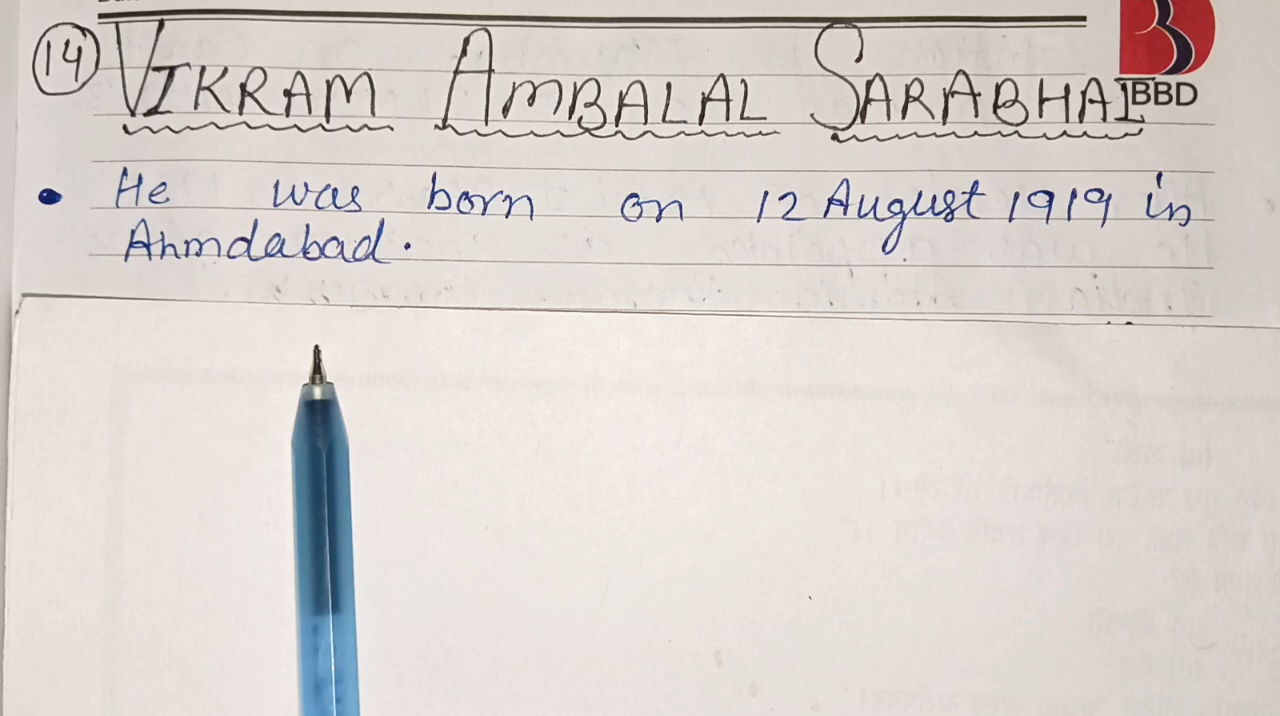 14 VIKRAM AMBALAL SARABHAI
BBD
• He was born on 12 August 1919 in
Ahmdabad.